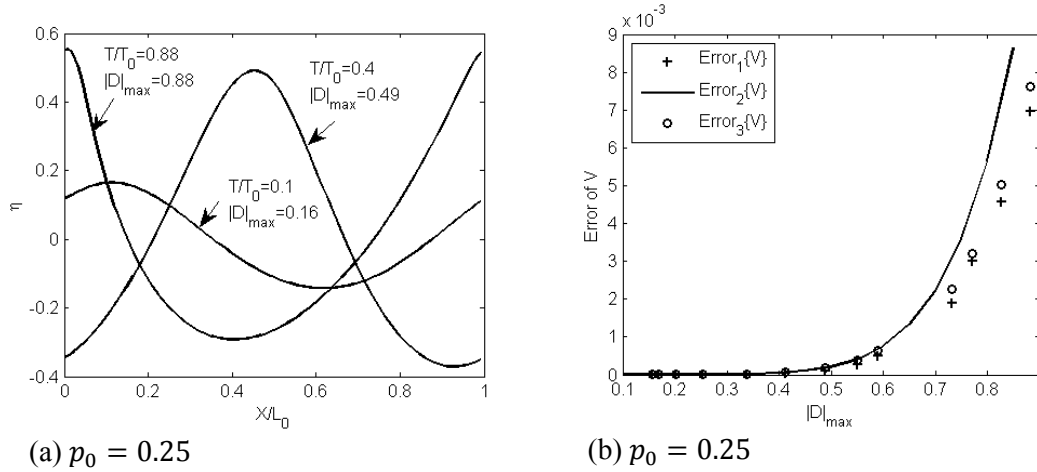 0.6
0.4
0.2
0
-0.2
-0.4
η
T/T0=0.88
|D|max=0.88
T/T0=0.4
|D|max=0.49
T/T0=0.1
|D|max=0.16
0 0.2 0.4 0.6 0.8 1
X/L0
(a) p0 = 0.25
x 10-3
9
8
7
6
5
4
3
2
1
0
Error of V
Error1{V}
Error2{V}
Error3{V}
0.1 0.2 0.3 0.4 0.5 0.6 0.7 0.8
|D|max
(b) p0 = 0.25